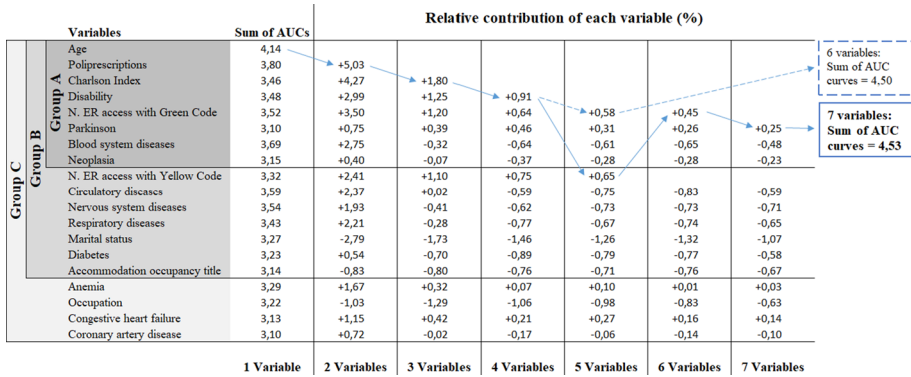 Relative contribution of each variable (%)
Variables Sum of AUCs
Group C
Group B
Group A
Age 4,14
Poliprescriptions 3,80 +5,03
Charlson Index 3,46 +4,27 +1,80
Disability 3,48 +2,99 +1,25 +0,91
N. ER access with Green Code 3,52 +3,50 +1,20 +0,64 +0,58 +0,45
Parkinson 3,10 +0,75 +0,39 +0,46 +0,31 +0,26 +0,25
Blood system diseases 3,69 +2,75 -0,32 -0,64 -0,61 -0,65 -0,48
Neoplasia 3,15 +0,40 -0,07 -0,37 -0,28 -0,28 -0,23
N. ER access with Yellow Code 3,32 +2,41 +1,10 +0,75 +0,65
Circulatory diseases 3,59 +2,37 +0,02 -0,59 -0,75 -0,83 -0,59
Nervous system diseases 3,54 +1,93 -0,41 -0,62 -0,73 -0,73 -0,71
Respiratory diseases 3,43 +2,21 -0,28 -0,77 -0,67 -0,74 -0,65
Marital status 3,27 -2,79 -1,73 -1,46 -1,26 -1,32 -1,07
Diabetes 3,23 +0,54 -0,70 -0,89 -0,79 -0,77 -0,58
Accommodation occupancy title 3,14 -0,83 -0,80 -0,76 -0,71 -0,76 -0,67
Anemia 3,29 +1,67 +0,32 +0,07 +0,10 +0,01 +0,03
Occupation 3,22 -1,03 -1,29 -1,06 -0,98 -0,83 -0,63
Congestive heart failure 3,13 +1,15 +0,42 +0,21 +0,27 +0,16 +0,14
Coronary artery disease 3,10 +0,72 -0,02 -0,17 -0,06 -0,14 -0,10
1 Variable 2 Variables 3 Variables 4 Variables 5 Variables 6 Variables 7 Variables
6 variables:
Sum of AUC
curves = 4,50
7 variables:
Sum of AUC
curves = 4,53